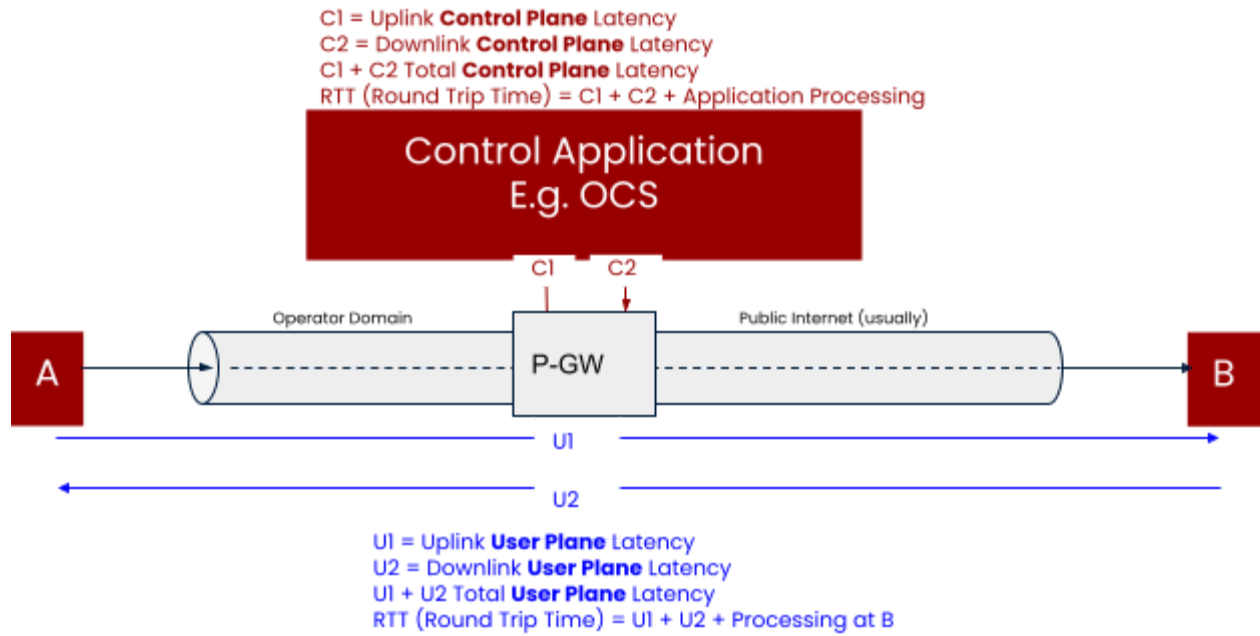 C1 = Uplink Control Plane Latency
C2 = Downlink Control Plane Latency
C1 + C2 Total Control Plane Latency
RTT (Round Trip Time) = C1 + C2 + Application Processing
Control Application
E.g. OCS
C1
C2
Operator Domain
Public Internet (usually)
A
P-GW
B
U1
U2
U1 = Uplink User Plane Latency
U2 = Downlink User Plane Latency
U1 + U2 Total User Plane Latency
RTT (Round Trip Time) = U1 + U2 + Processing at B